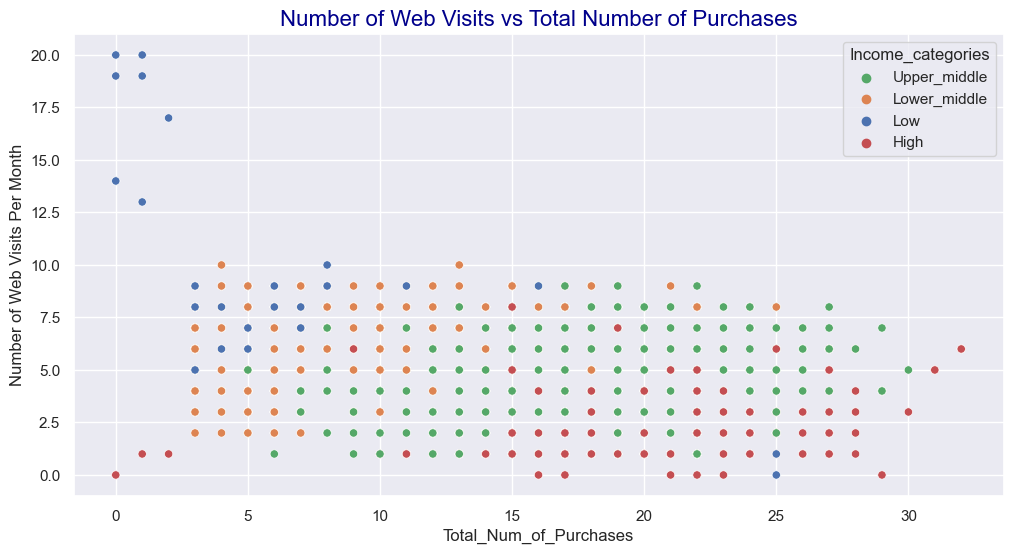 Number of Web Visits vs Total Number of Purchases
Income_categories
Upper_middle
Lower_middle
Low
High
Number of Web Visits Per Month
20.0
17.5
15.0
12.5
10.0
7.5
5.0
2.5
0.0
0 5 10 15 20 25 30
Total_Num_of_Purchases